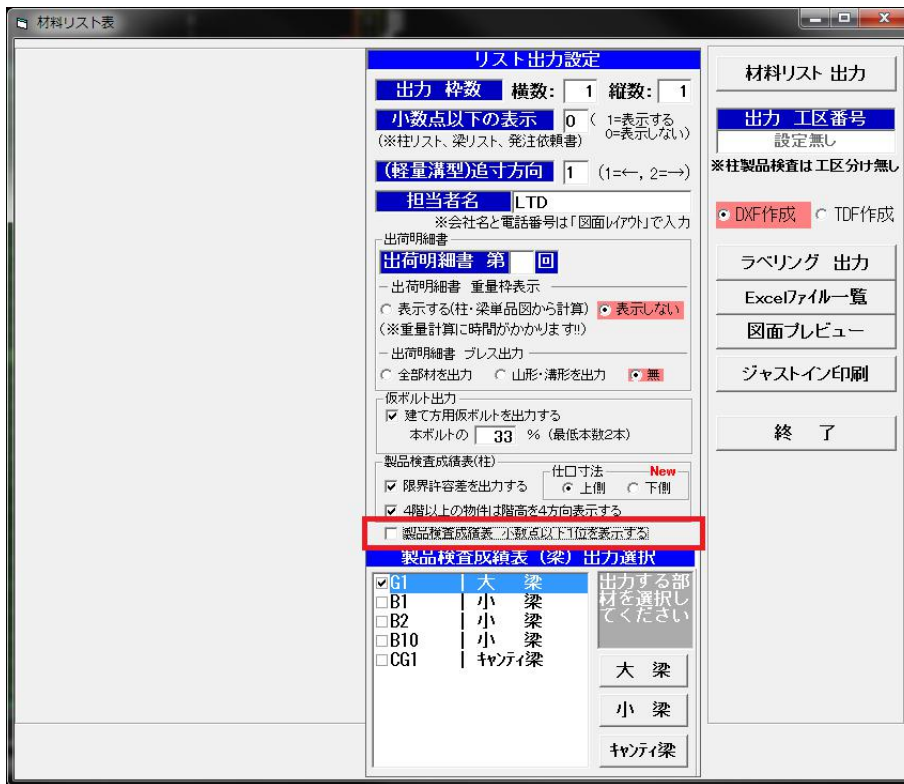 材料リスト表
リスト出力設定
出力 枠数 横数: 1 縦数: 1
小数点以下の表示 0 ( 1=表示する
(※柱リスト、梁リスト、発注依頼書) 0=表示しない)
(軽量溝型)追寸方向 1 (1=←, 2=→)
担当者名 LTD
※会社名と電話番号は「図面レイアウト」で入力
出荷明細書
出荷明細書 第 回
出荷明細書 重量枠表示
表示する(柱・梁単品図から計算) 表示しない
(※重量計算に時間がかかります!!)
出荷明細書 ブレス出力
全部材を出力 山形・溝形を出力 無
仮ボルト出力
建て方用仮ボルトを出力する
本ボルトの 33 % (最低本数2本)
製品検査成績表(柱)
仕口寸法 New
限界許容差を出力する 上側 下側
4階以上の物件は階高を4方向表示する
製品検査成績表 小数点以下1位を表示する
製品検査成績表(梁)出力選択
G1 | 大 梁
B1 | 小 梁
B2 | 小 梁
B10 | 小 梁
CG1 | キャンティ梁
出力する部
材を選択し
てください
大 梁
小 梁
キャンティ梁
材料リスト 出力
出力 工区番号
設定無し
※柱製品検査は工区分け無し
DXF作成 TDF作成
ラベリング 出力
Excelファイル一覧
図面プレビュー
ジャストイン印刷
終 了